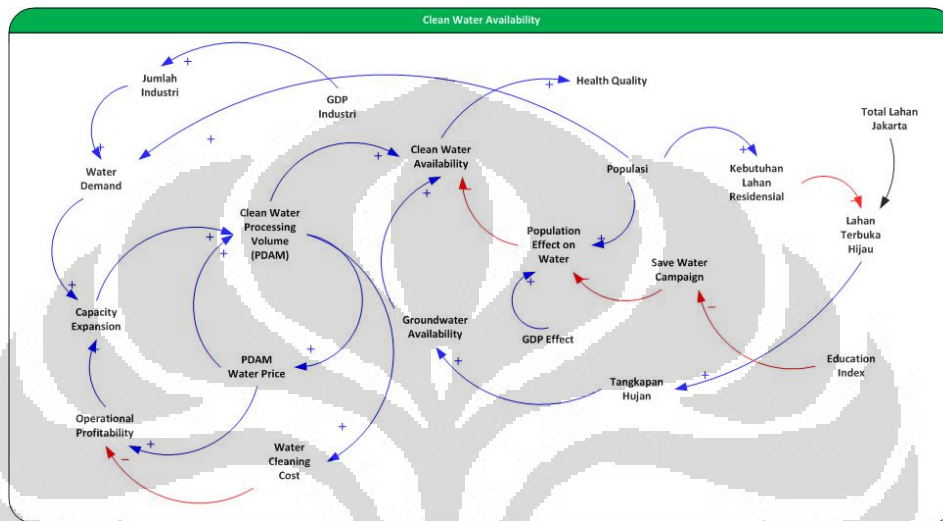 Clean Water Availability
Jumlah
Industri
GDP
Industri
Health Quality
Total Lahan
Jakarta
Water
Demand
Clean Water
Availability
Populasi
Kebutuhan
Lahan
Residensial
Clean Water
Processing
Volume
(PDAM)
Population
Effect on
Water
Lahan
Terbuka
Hijau
Save Water
Campaign
Capacity
Expansion
Groundwater
Availability
GDP Effect
PDAM
Water Price
Education
Index
Tangkapan
Hujan
Operational
Profitability
Water
Cleaning
Cost